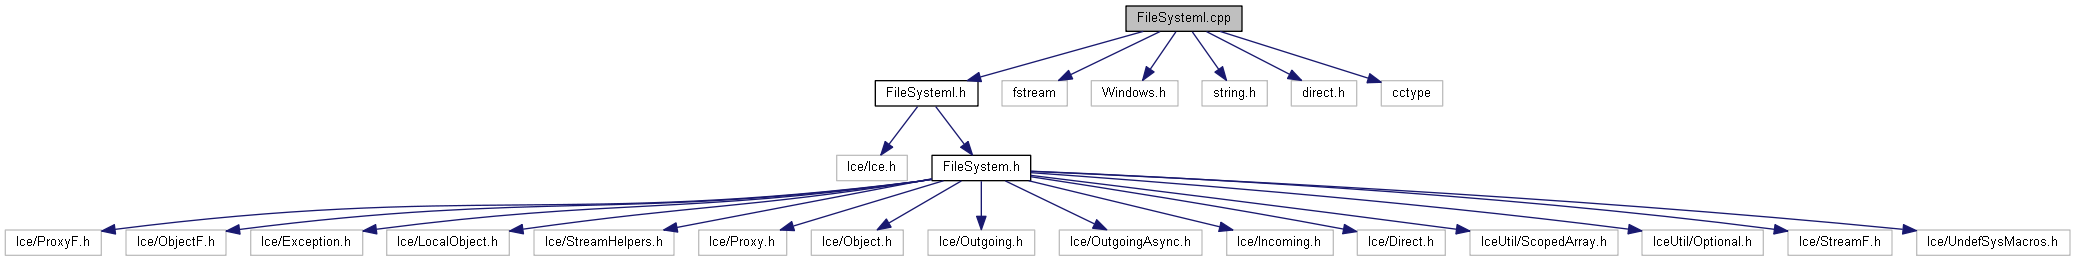 FileSystemI.cpp
FileSystemI.h
fstream
Windows.h
string.h
direct.h
cctype
Ice/Ice.h
FileSystem.h
Ice/ProxyF.h
Ice/ObjectF.h
Ice/Exception.h
Ice/LocalObject.h
Ice/StreamHelpers.h
Ice/Proxy.h
Ice/Object.h
Ice/Outgoing.h
Ice/OutgoingAsync.h
Ice/Incoming.h
Ice/Direct.h
IceUtil/ScopedArray.h
IceUtil/Optional.h
Ice/StreamF.h
Ice/UndefSysMacros.h